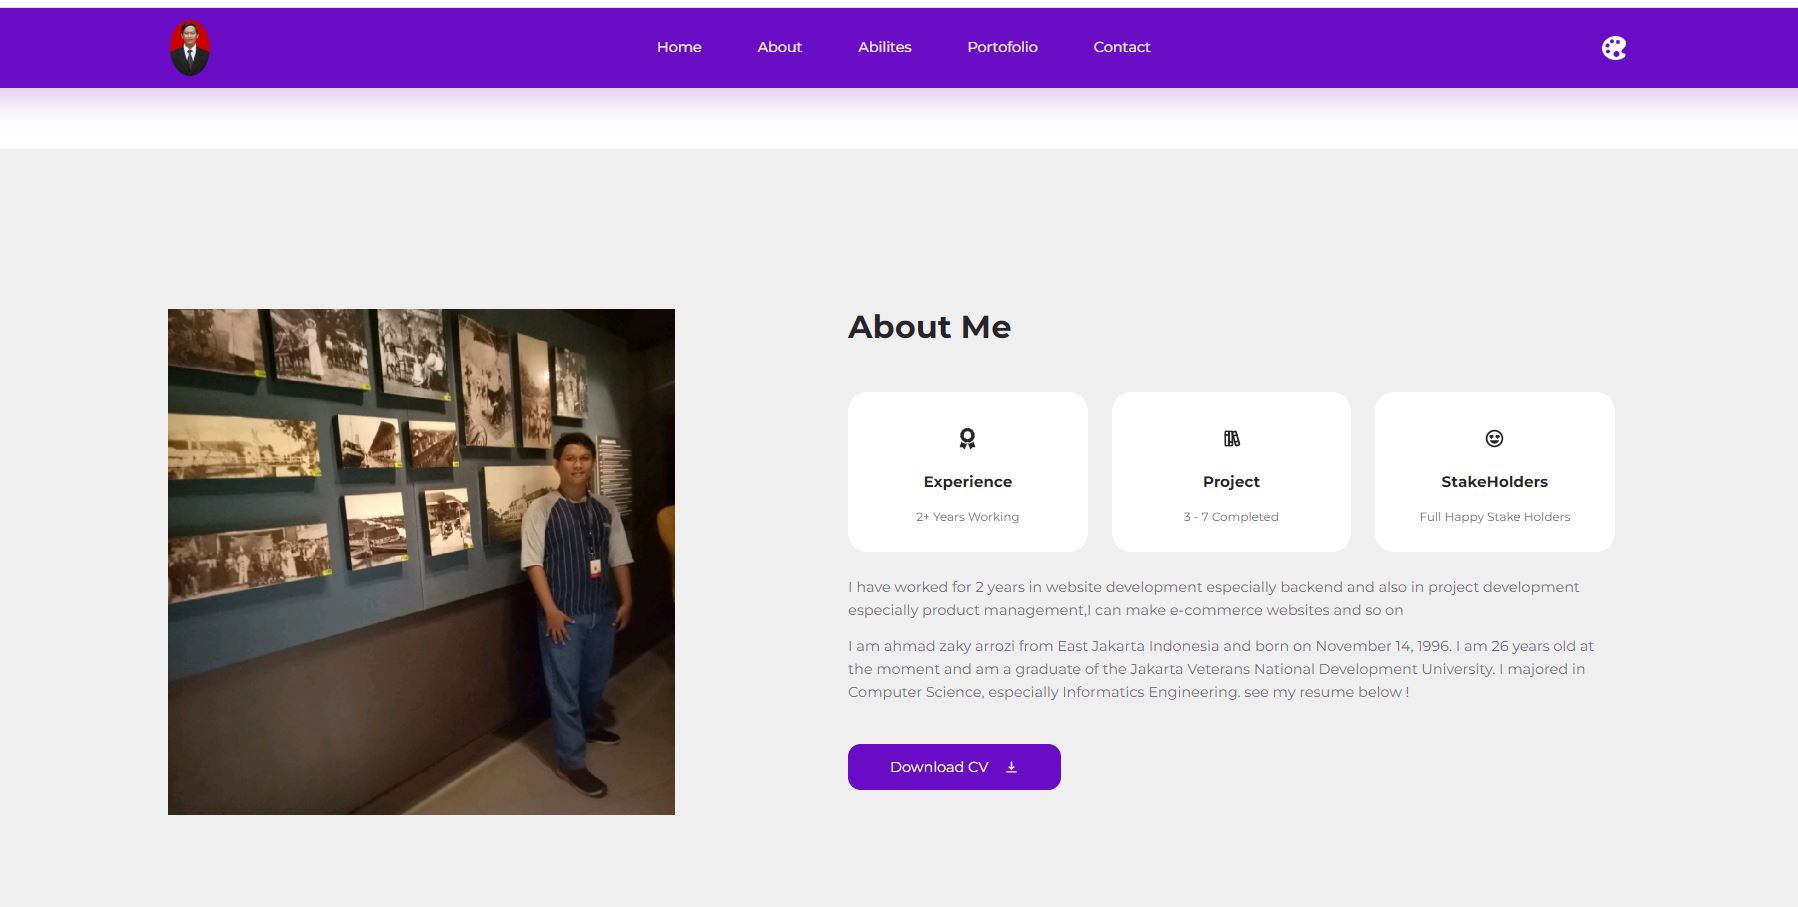 Home About Abilites Portofolio Contact
About Me
Experience
2+ Years Working
Project
3 - 7 Completed
StakeHolders
Full Happy Stake Holders
I have worked for 2 years in website development especially backend and also in project development
especially product management,I can make e-commerce websites and so on
I am ahmad zaky arrozi from East Jakarta Indonesia and born on November 14, 1996. I am 26 years old at
the moment and am a graduate of the Jakarta Veterans National Development University. I majored in
Computer Science, especially Informatics Engineering. see my resume below !
Download CV